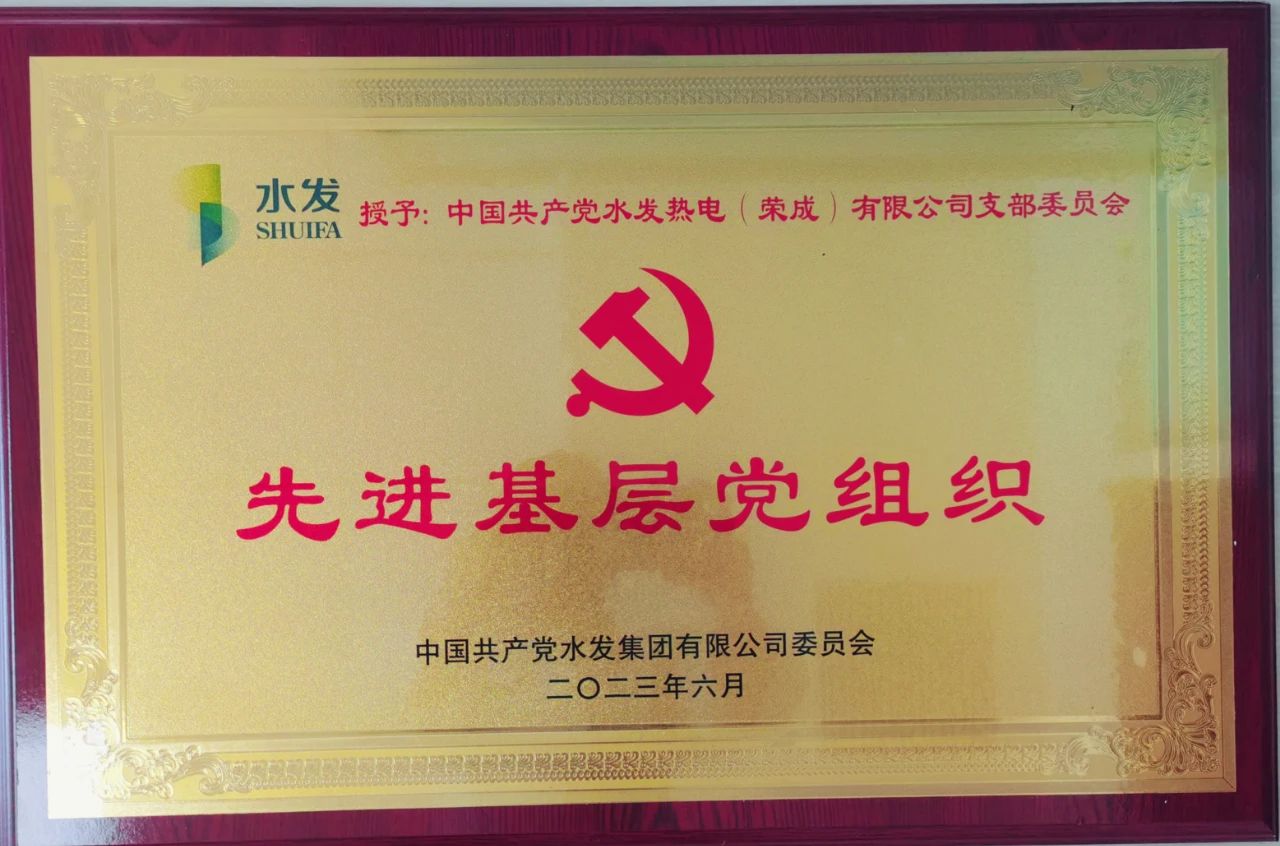 水发
SHUIFA
授予：中国共产党水发热电（荣成）有限公司支部委员会
先进基层党组织
中国共产党水发集团有限公司委员会
二〇二三年六月